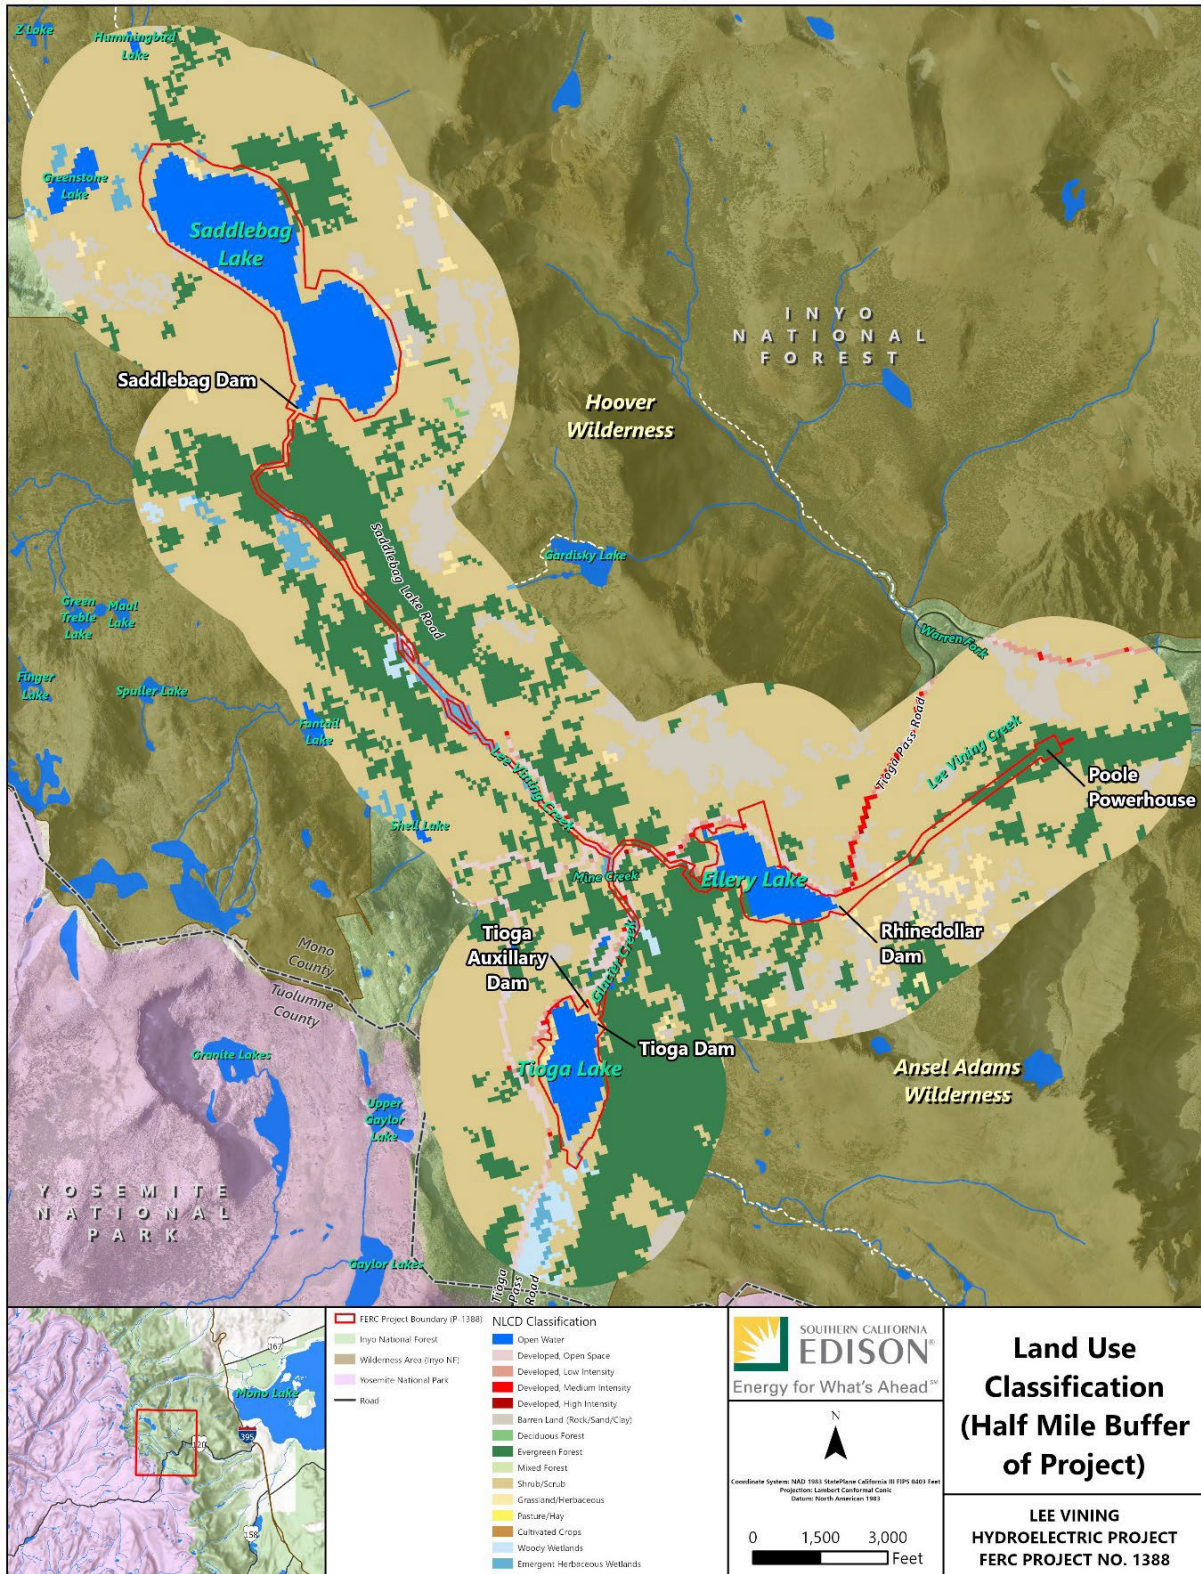 Z Lake
Hummingbird
Lake
Greenstone
Lake
Saddlebag
Lake
INYO
NATIONAL
FOREST
Saddlebag Dam
Hoover
Wilderness
Saddlebag Lake Road
Gardisky Lake
Green
Treble
Lake
Maul
Lake
Warren Fork
Finger
Lake
Spuller Lake
Fantail
Lake
Tioga Pass Road
Lee Vining Creek
Lee Vining Creek
Poole
Powerhouse
Shell Lake
Mine Creek
Ellery Lake
Tioga
Auxillary
Dam
Rhinedollar
Dam
Mono
County
Tuolumne
County
Glacier Creek
Tioga Dam
Granite Lakes
Tioga Lake
Ansel Adams
Wilderness
Upper
Gaylor
Lake
YOSEMITE
NATIONAL
PARK
Gaylor Lakes
Tioga
Pass
Road
167
Mono Lake
120
395
158
FERC Project Boundary (P-1388)
Inyo National Forest
Wilderness Area (Inyo NF)
Yosemite National Park
Road
NLCD Classification
Open Water
Developed, Open Space
Developed, Low Intensity
Developed, Medium Intensity
Developed, High Intensity
Barren Land (Rock/Sand/Clay)
Deciduous Forest
Evergreen Forest
Mixed Forest
Shrub/Scrub
Grassland/Herbaceous
Pasture/Hay
Cultivated Crops
Woody Wetlands
Emergent Herbaceous Wetlands
SOUTHERN CALIFORNIA
EDISON®
Energy for What's Ahead℠
N
Coordinate System: NAD 1983 StatePlane California III FIPS 0403 Feet
Projection: Lambert Conformal Conic
Datum: North American 1983
0 1,500 3,000
Feet
Land Use
Classification
(Half Mile Buffer
of Project)
LEE VINING
HYDROELECTRIC PROJECT
FERC PROJECT NO. 1388